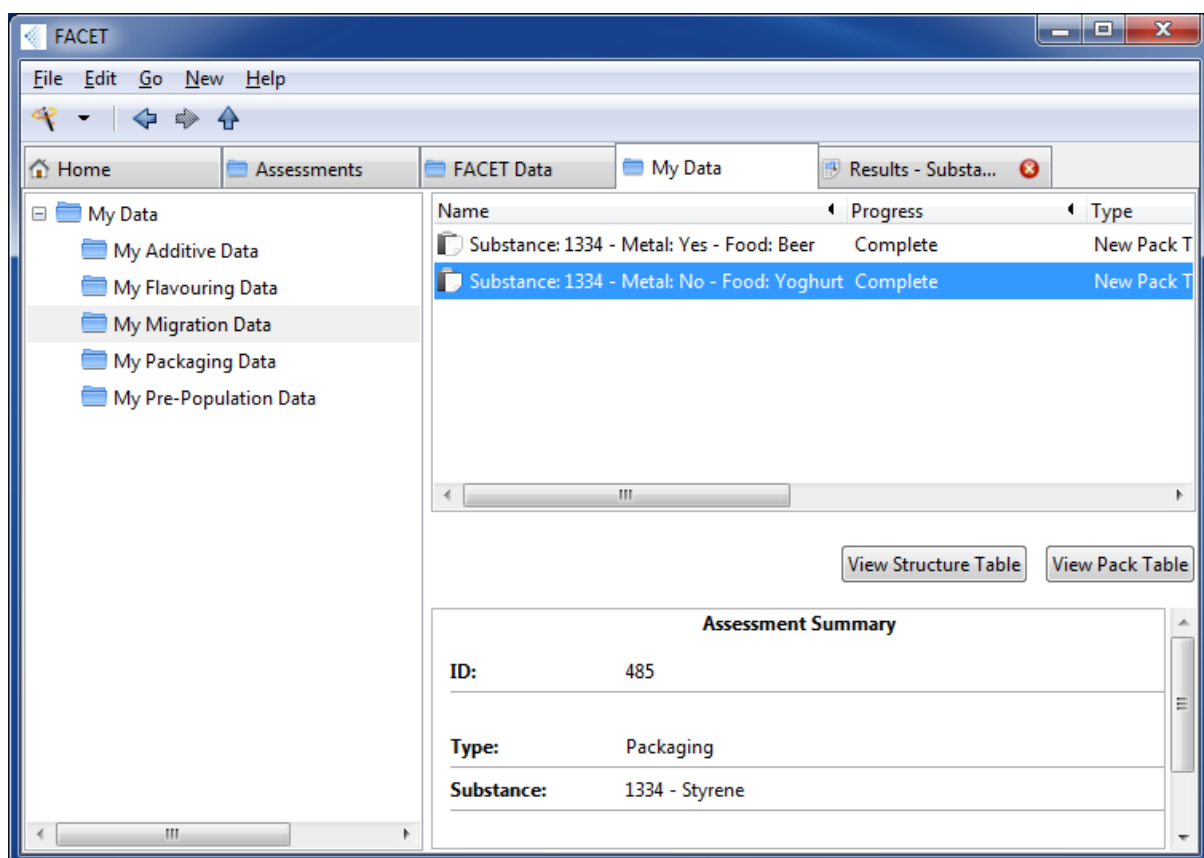 FACET
File Edit Go New Help
Home Assessments FACET Data My Data Results - Substa...
My Data
My Additive Data
My Flavouring Data
My Migration Data
My Packaging Data
My Pre-Population Data
Name Progress Type
Substance: 1334 - Metal: Yes - Food: Beer Complete New Pack T
Substance: 1334 - Metal: No - Food: Yoghurt Complete New Pack T
View Structure Table View Pack Table
Assessment Summary
ID: 485
Type: Packaging
Substance: 1334 - Styrene